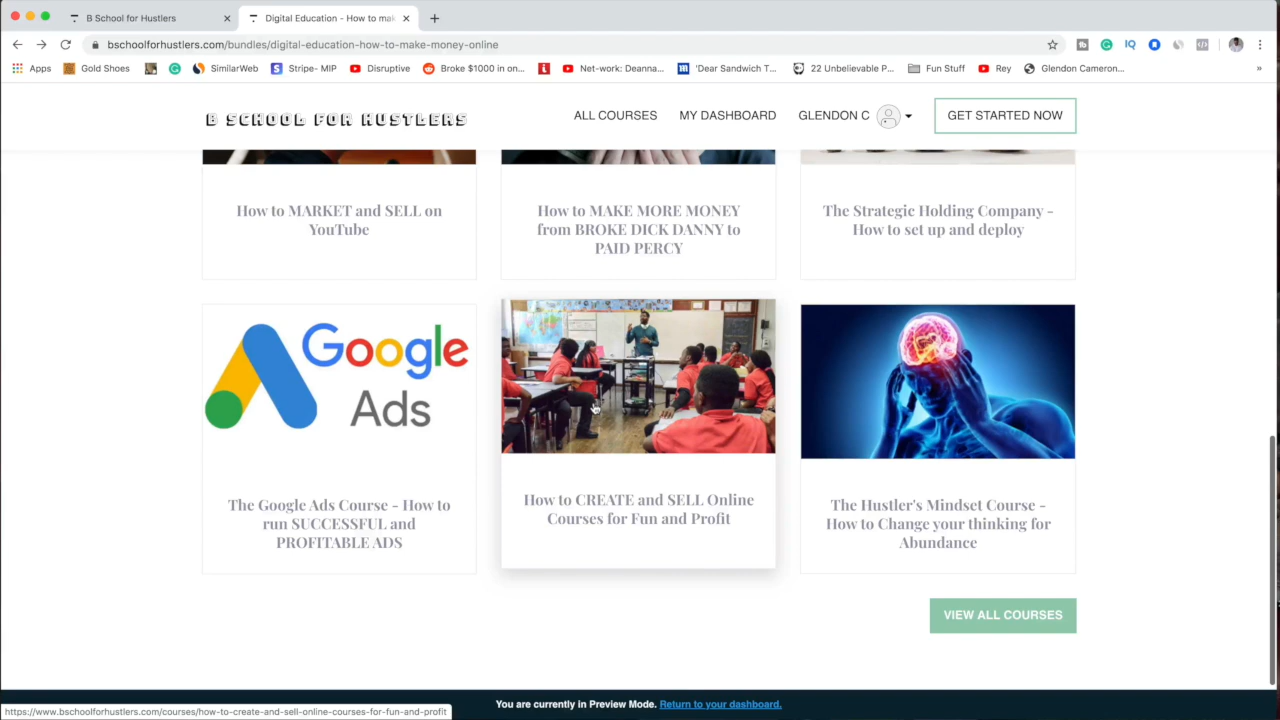 B School for Hustlers
Digital Education - How to mak
bschoolforhustlers.com/bundles/digital-education-how-to-make-money-online
Apps
Gold Shoes
SimilarWeb
Stripe- MIP
Disruptive
Broke $1000 in on...
Net-work: Deanna...
'Dear Sandwich T...
22 Unbelievable P...
Fun Stuff
Rey
Glendon Cameron...
B SCHOOL FOR HUSTLERS
ALL COURSES
MY DASHBOARD
GLENDON C
GET STARTED NOW
How to MARKET and SELL on
YouTube
How to MAKE MORE MONEY
from BROKE DICK DANNY to
PAID PERCY
The Strategic Holding Company -
How to set up and deploy
Google
Ads
The Google Ads Course - How to
run SUCCESSFUL and
PROFITABLE ADS
How to CREATE and SELL Online
Courses for Fun and Profit
The Hustler's Mindset Course -
How to Change your thinking for
Abundance
VIEW ALL COURSES
You are currently in Preview Mode. Return to your dashboard.
https://www.bschoolforhustlers.com/courses/how-to-create-and-sell-online-courses-for-fun-and-profit